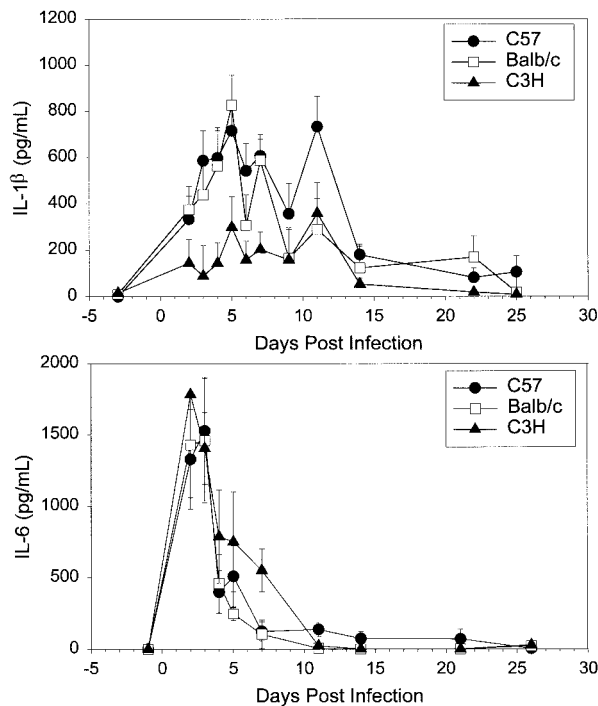 1200
1000
800
600
400
200
0
IL-1β (pg/mL)
C57
Balb/c
C3H
-5 0 5 10 15 20 25 30
Days Post Infection
2000
1500
1000
500
0
IL-6 (pg/mL)
C57
Balb/c
C3H
-5 0 5 10 15 20 25 30
Days Post Infection